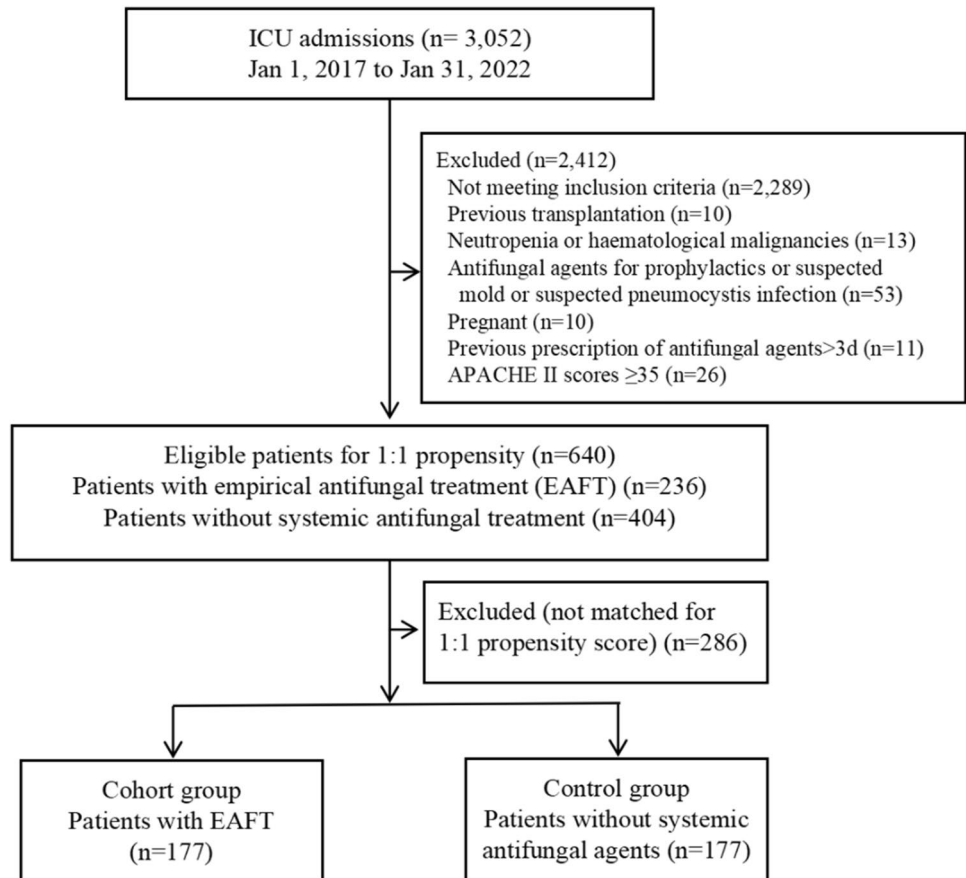 ICU admissions (n= 3,052)
Jan 1, 2017 to Jan 31, 2022
Excluded (n=2,412)
Not meeting inclusion criteria (n=2,289)
Previous transplantation (n=10)
Neutropenia or haematological malignancies (n=13)
Antifungal agents for prophylactics or suspected
mold or suspected pneumocystis infection (n=53)
Pregnant (n=10)
Previous prescription of antifungal agents>3d (n=11)
APACHE II scores ≥35 (n=26)
Eligible patients for 1:1 propensity (n=640)
Patients with empirical antifungal treatment (EAFT) (n=236)
Patients without systemic antifungal treatment (n=404)
Excluded (not matched for
1:1 propensity score) (n=286)
Cohort group
Patients with EAFT
(n=177)
Control group
Patients without systemic
antifungal agents (n=177)